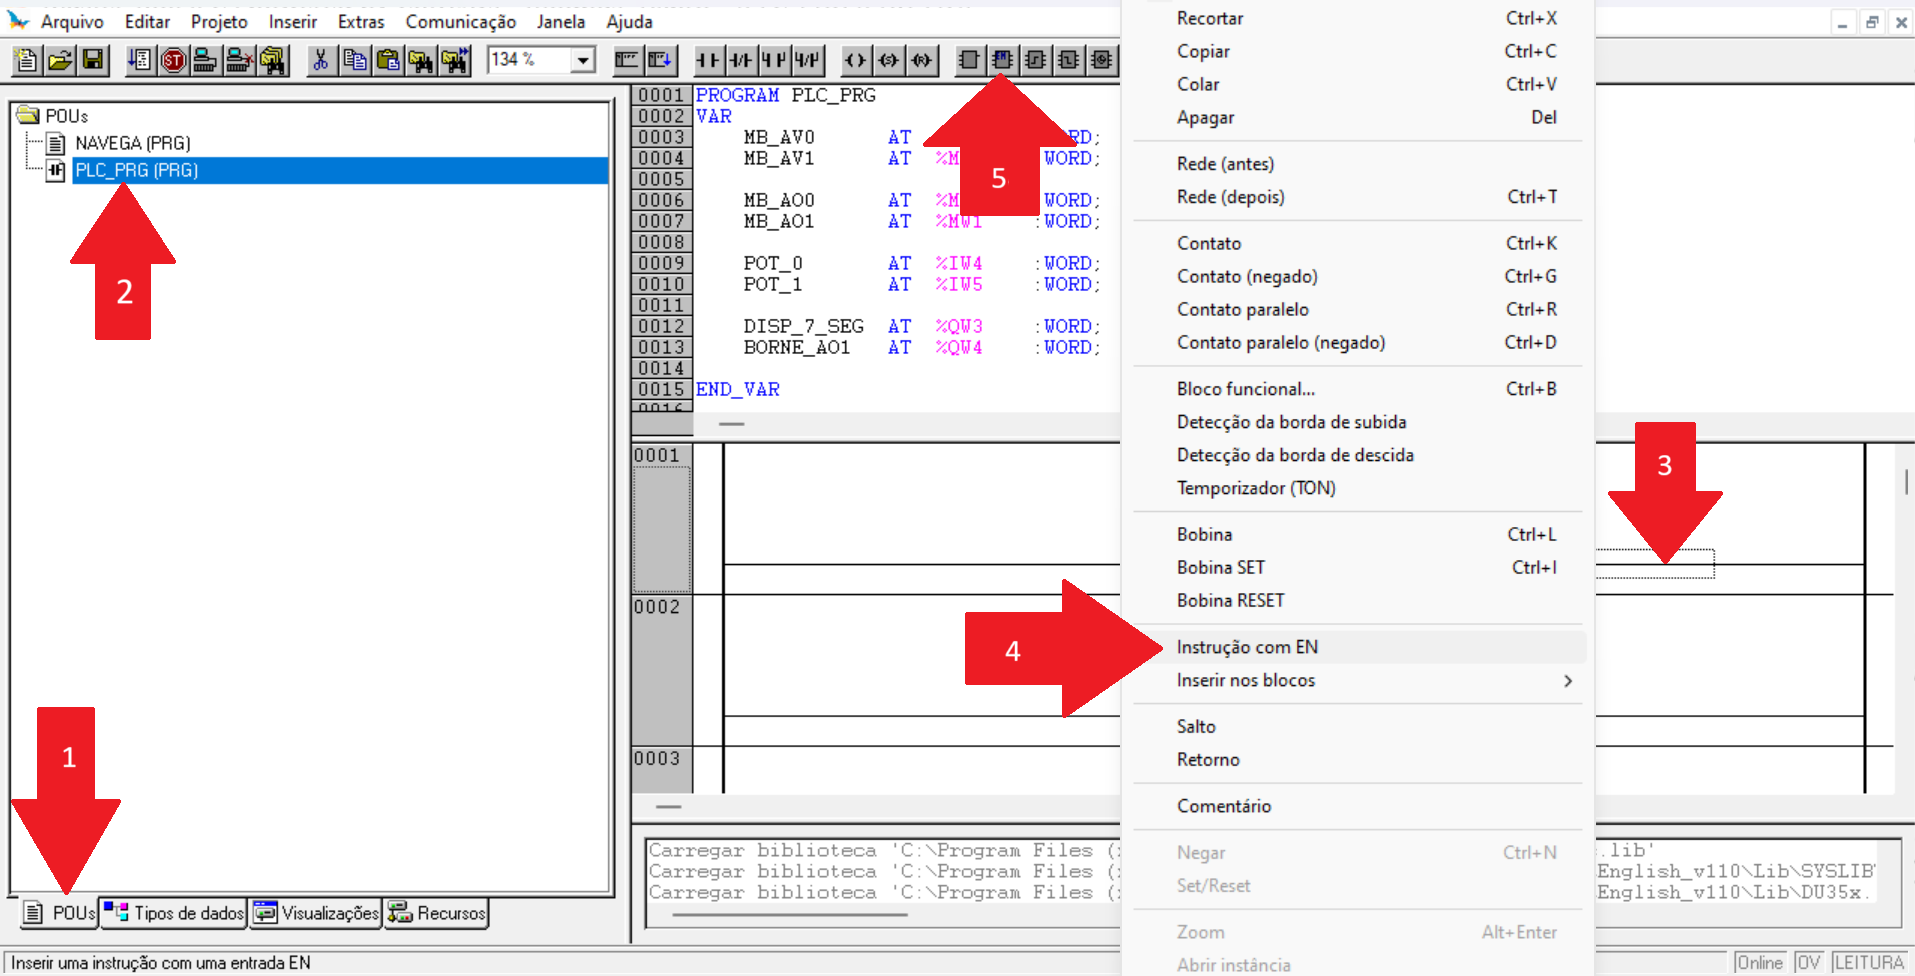 Arquivo Editar Projeto Inserir Extras Comunicação Janela Ajuda
134 %
POUs
NAVEGA (PRG)
PLC_PRG (PRG)
2
1
POUs Tipos de dados Visualizações Recursos
0001 PROGRAM PLC_PRG
0002 VAR
0003 MB_AV0 AT RD;
0004 MB_AV1 AT %M WORD;
0005
0006 MB_AO0 AT %M :WORD;
0007 MB_AO1 AT %MW1 :WORD;
0008
0009 POT_0 AT %IW4 :WORD;
0010 POT_1 AT %IW5 :WORD;
0011
0012 DISP_7_SEG AT %QW3 :WORD;
0013 BORNE_AO1 AT %QW4 :WORD;
0014
0015 END_VAR
0016
5
0001
0002
0003
4
3
Carregar biblioteca 'C:\Program Files ( .lib'
Carregar biblioteca 'C:\Program Files ( English_v110\Lib\SYSLIB
Carregar biblioteca 'C:\Program Files ( English_v110\Lib\DU35x.
Recortar Ctrl+X
Copiar Ctrl+C
Colar Ctrl+V
Apagar Del
Rede (antes)
Rede (depois) Ctrl+T
Contato Ctrl+K
Contato (negado) Ctrl+G
Contato paralelo Ctrl+R
Contato paralelo (negado) Ctrl+D
Bloco funcional... Ctrl+B
Detecção da borda de subida
Detecção da borda de descida
Temporizador (TON)
Bobina Ctrl+L
Bobina SET Ctrl+I
Bobina RESET
Instrução com EN
Inserir nos blocos
Salto
Retorno
Comentário
Negar Ctrl+N
Set/Reset
Zoom Alt+Enter
Abrir instância
Inserir uma instrução com uma entrada EN
Online OV LEITURA